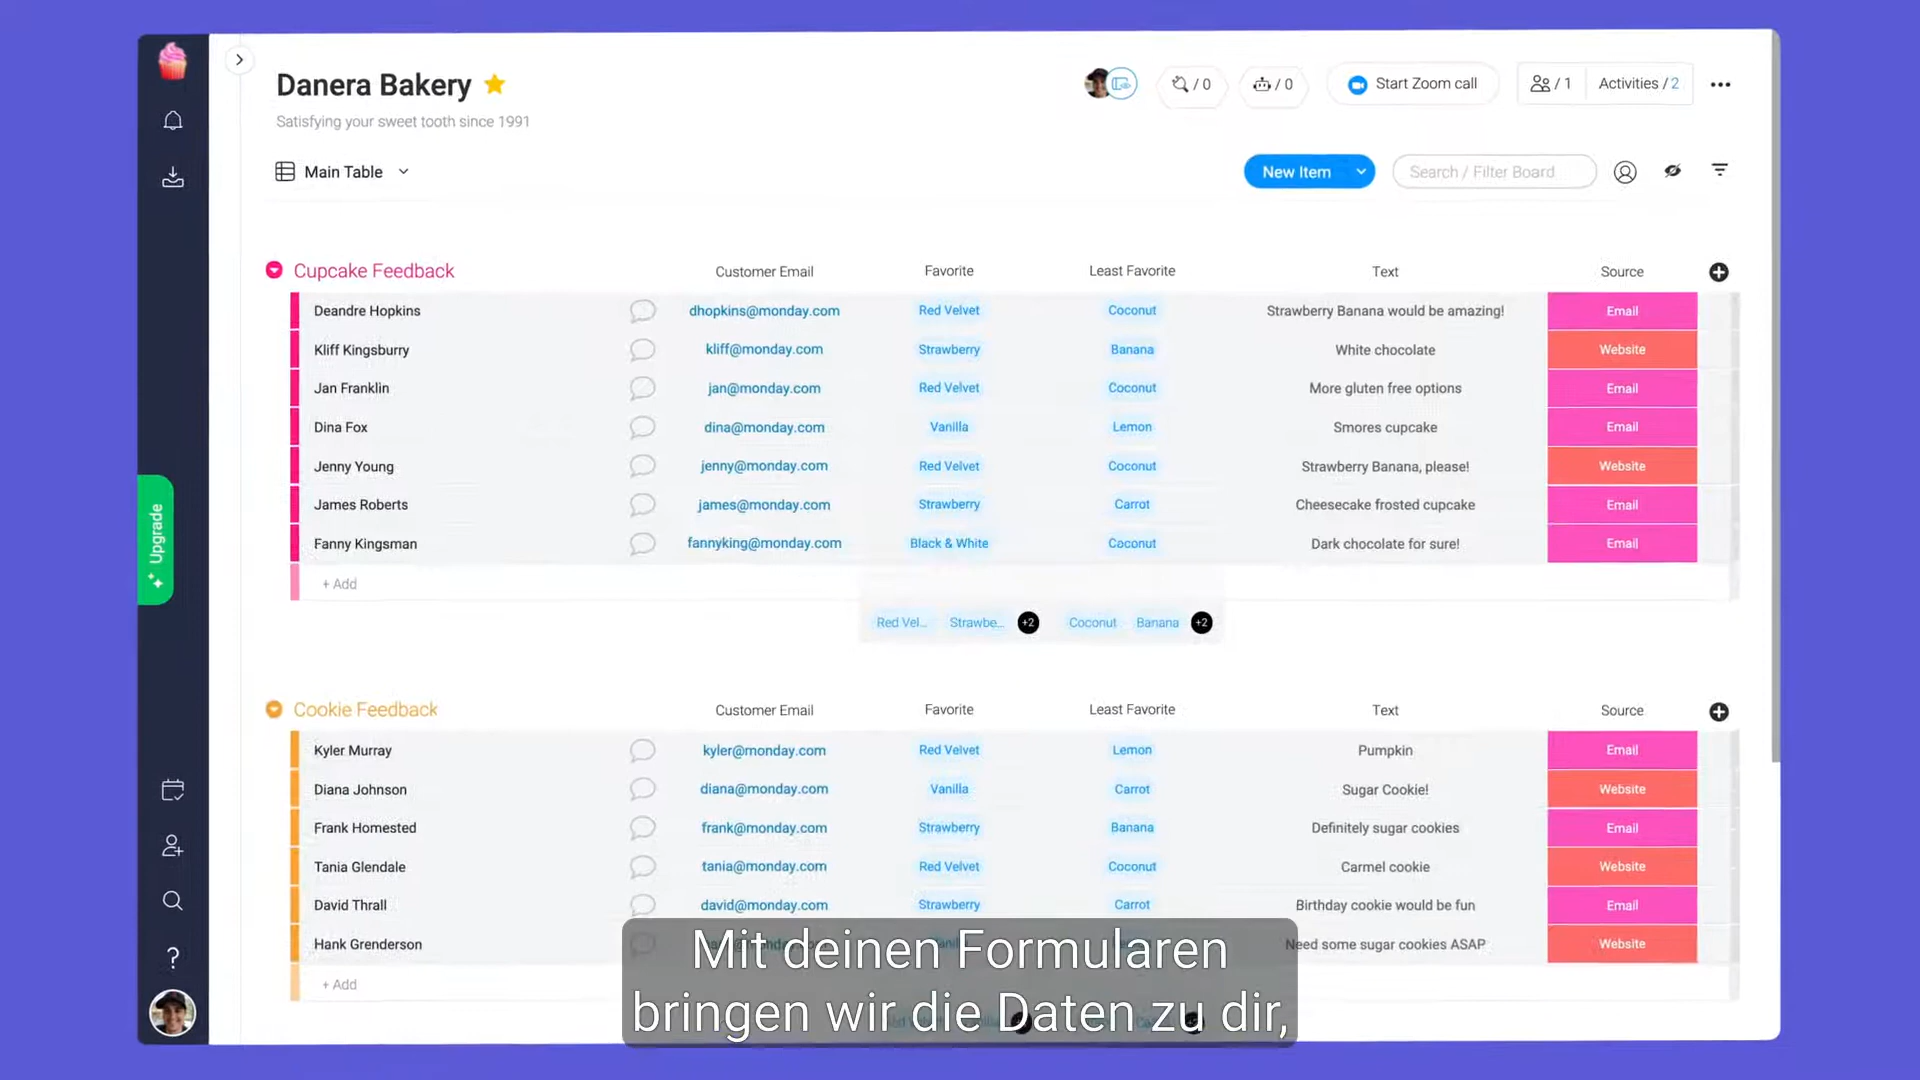 Danera Bakery
Satisfying your sweet tooth since 1991
/ 0
/ 0
Start Zoom call
/ 1
Activities / 2
Main Table
New Item
Search / Filter Board
Cupcake Feedback Customer Email Favorite Least Favorite Text Source
Deandre Hopkins dhopkins@monday.com Red Velvet Coconut Strawberry Banana would be amazing! Email
Kliff Kingsburry kliff@monday.com Strawberry Banana White chocolate Website
Jan Franklin jan@monday.com Red Velvet Coconut More gluten free options Email
Dina Fox dina@monday.com Vanilla Lemon Smores cupcake Email
Jenny Young jenny@monday.com Red Velvet Coconut Strawberry Banana, please! Website
James Roberts james@monday.com Strawberry Carrot Cheesecake frosted cupcake Email
Fanny Kingsman fannyking@monday.com Black & White Coconut Dark chocolate for sure! Email
+ Add
Red Vel... Strawbe... +2 Coconut Banana +2
Upgrade
Cookie Feedback Customer Email Favorite Least Favorite Text Source
Kyler Murray kyler@monday.com Red Velvet Lemon Pumpkin Email
Diana Johnson diana@monday.com Vanilla Carrot Sugar Cookie! Website
Frank Homested frank@monday.com Strawberry Banana Definitely sugar cookies Email
Tania Glendale tania@monday.com Red Velvet Coconut Carmel cookie Website
David Thrall david@monday.com Strawberry Carrot Birthday cookie would be fun Email
Hank Grenderson Need some sugar cookies ASAP Website
+ Add
?
Mit deinen Formularen
bringen wir die Daten zu dir,